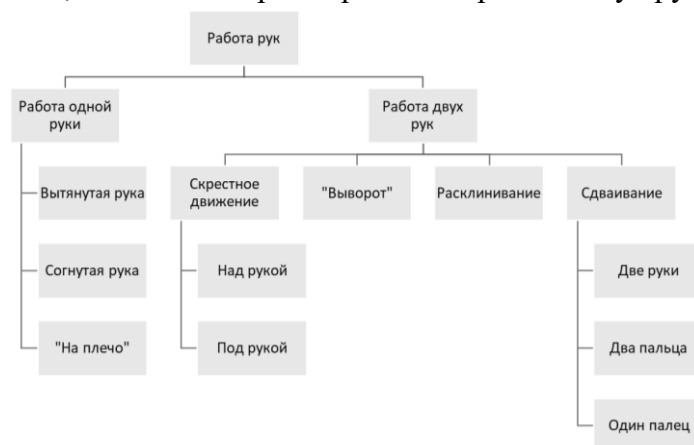 Работа рук
Работа одной
руки
Работа двух
рук
Вытянутая рука
Согнутая рука
"На плечо"
Скрестное
движение
"Выворот"
Расклинивание
Сдваивание
Над рукой
Под рукой
Две руки
Два пальца
Один палец